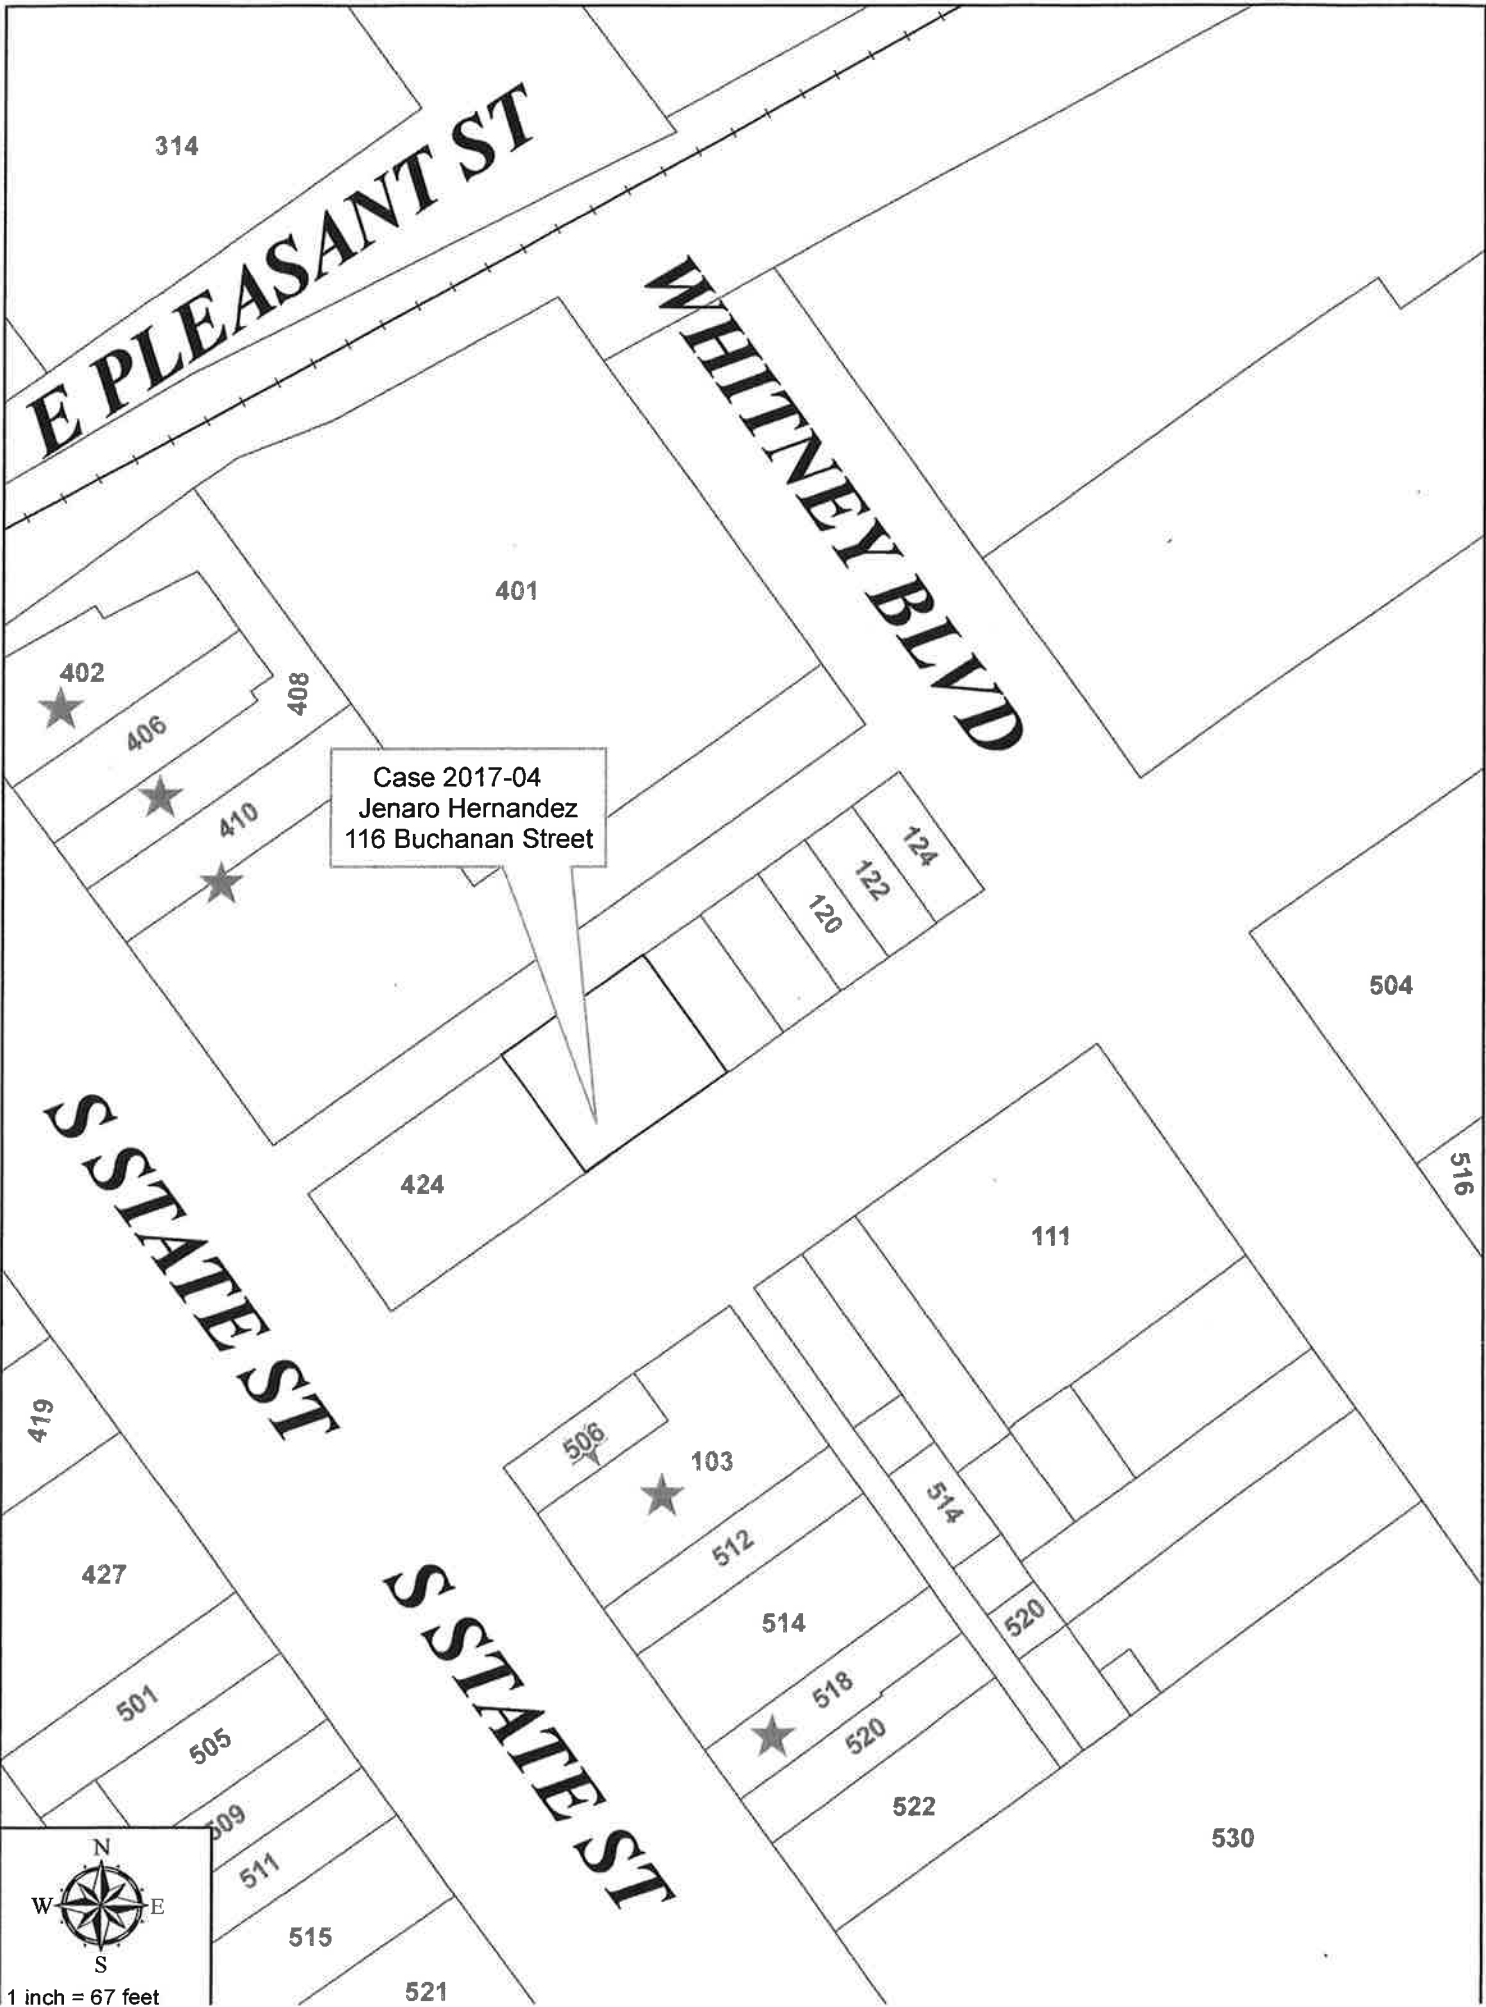 314
E PLEASANT ST
WHITNEY BLVD
401
402
408
406
410
Case 2017-04
Jenaro Hernandez
116 Buchanan Street
124
122
120
504
516
424
S STATE ST
111
419
506
103
514
512
427
514
520
S STATE ST
518
501
520
505
522
509
530
511
515
521
N
W
E
S
1 inch = 67 feet